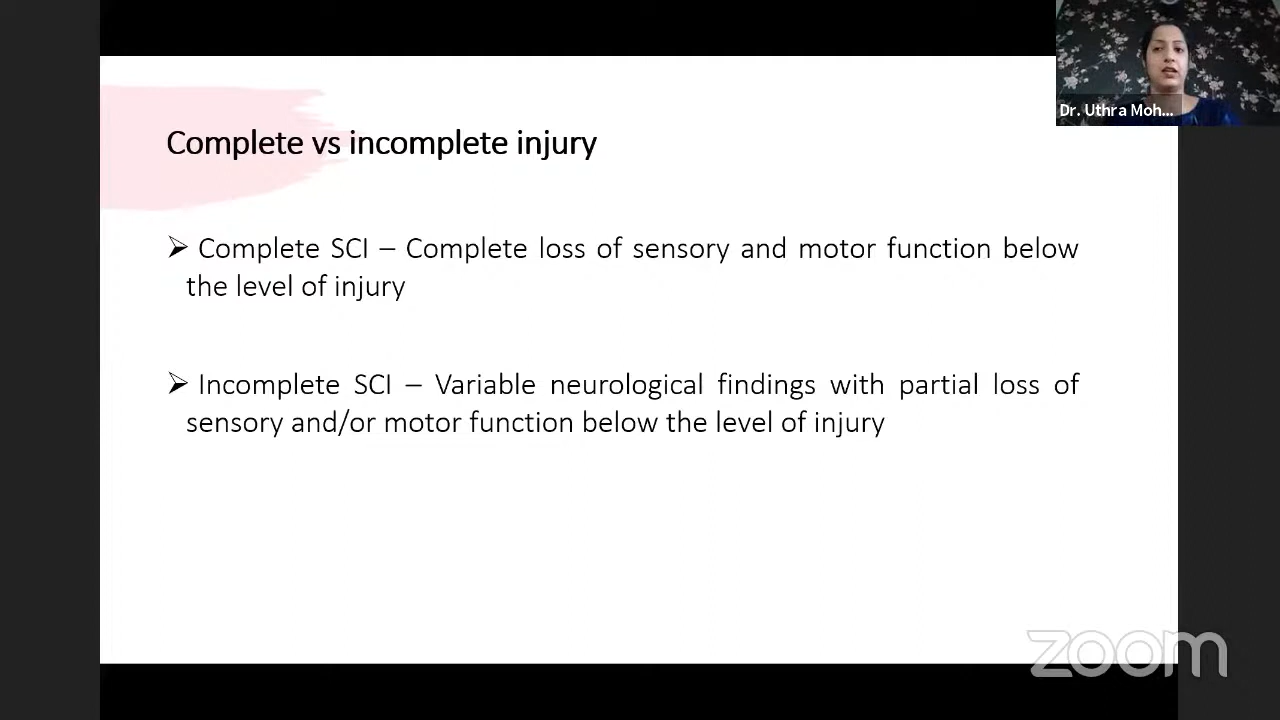 Dr. Uthra Moh...
Complete vs incomplete injury
➢ Complete SCI – Complete loss of sensory and motor function below
the level of injury
➢ Incomplete SCI – Variable neurological findings with partial loss of
sensory and/or motor function below the level of injury
zoom